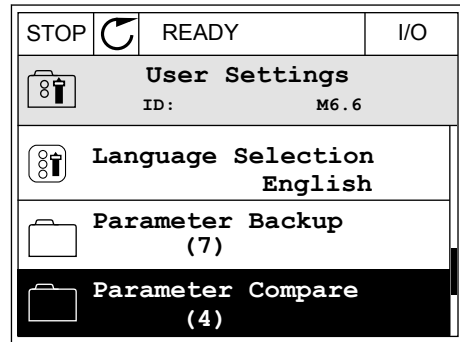 STOP READY I/O
User Settings
ID: M6.6
Language Selection
English
Parameter Backup
(7)
Parameter Compare
(4)